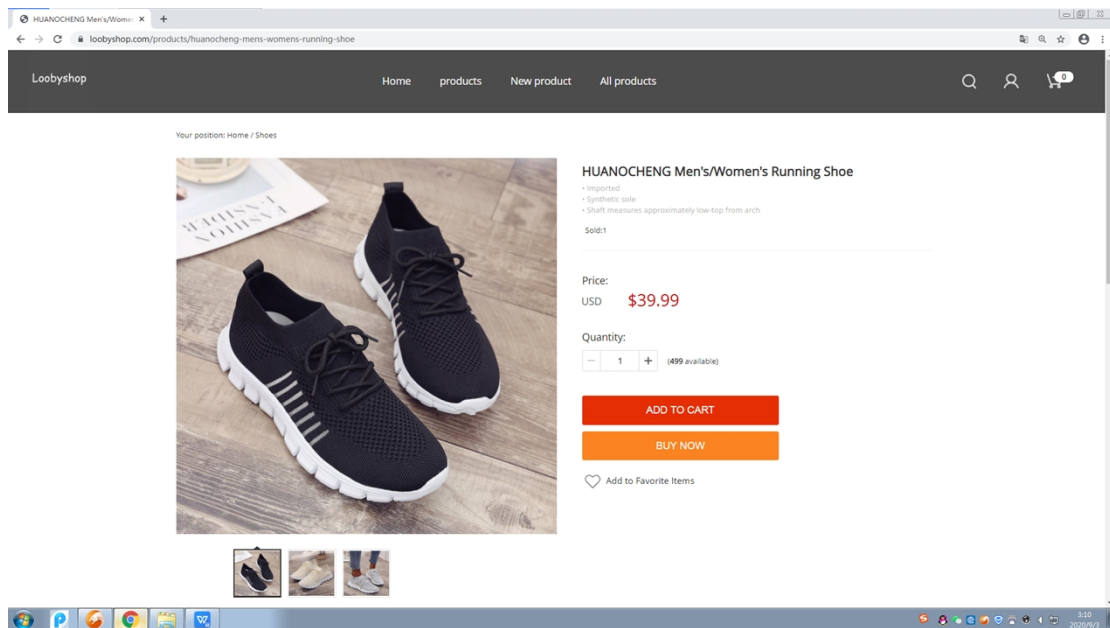 HUANOCHENG Men's/Wome
loobyshop.com/products/huanocheng-mens-womens-running-shoe
Loobyshop
Home products New product All products
0
Your position: Home / Shoes
FASHION
INSIDER
HUANOCHENG Men's/Women's Running Shoe
• Imported
• Synthetic sole
• Shaft measures approximately low-top from arch
Sold:1
Price:
USD $39.99
Quantity:
− 1 + (499 available)
ADD TO CART
BUY NOW
Add to Favorite Items
3:10
2020/9/3